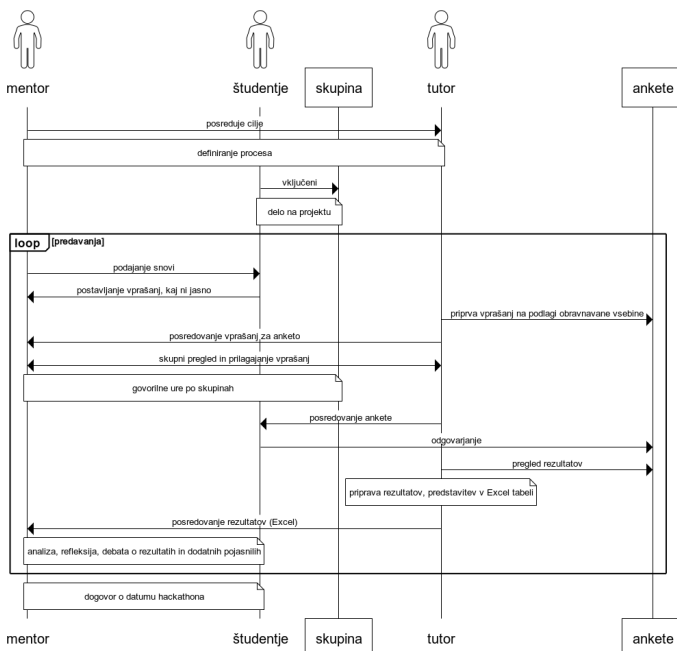 mentor
študentje
skupina
tutor
ankete
posreduje cilje
definiranje procesa
vključeni
delo na projektu
loop
[predavanja]
podajanje snovi
postavljanje vprašanj, kaj ni jasno
priprva vprašanj na podlagi obravnavane vsebine
posredovanje vprašanj za anketo
skupni pregled in prilagajanje vprašanj
govorilne ure po skupinah
posredovanje ankete
odgovarjanje
pregled rezultatov
priprava rezultatov, predstavitev v Excel tabeli
posredovanje rezultatov (Excel)
analiza, refleksija, debata o rezultatih in dodatnih pojasnilih
dogovor o datumu hackathona
mentor
študentje
skupina
tutor
ankete